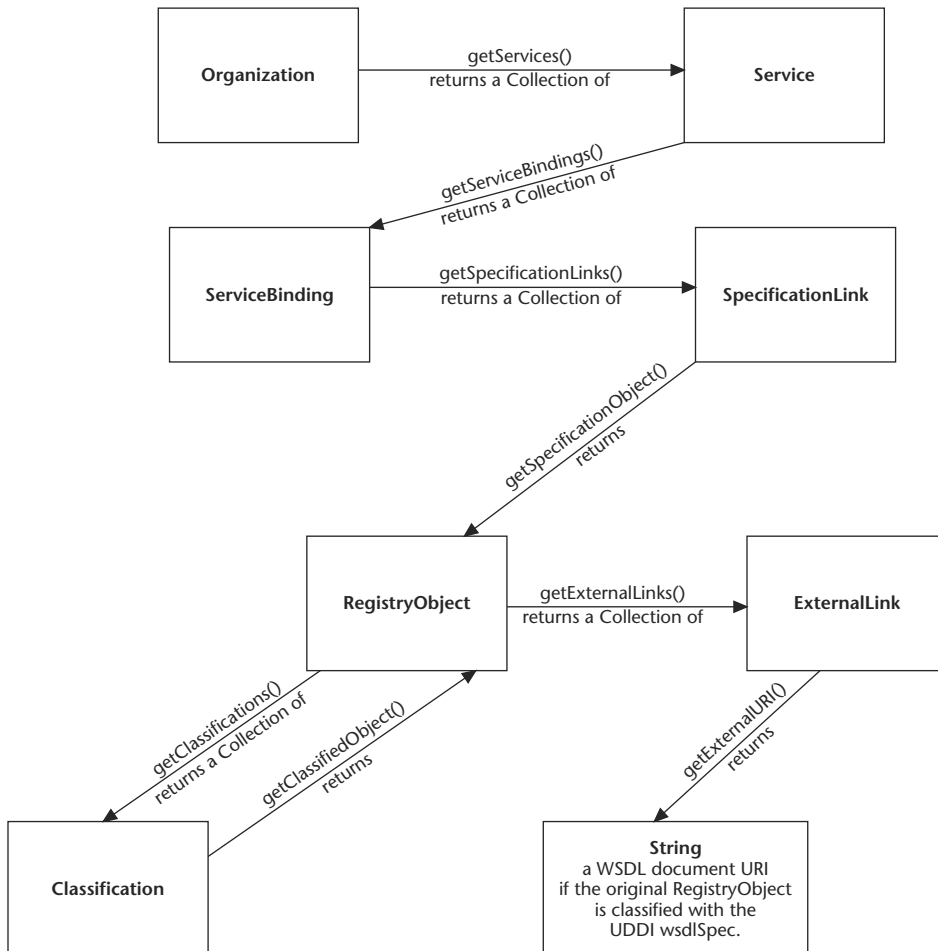 Organization
getServices()
returns a Collection of
Service
getServiceBindings()
returns a Collection of
ServiceBinding
getSpecificationLinks()
returns a Collection of
SpecificationLink
getSpecificationObject()
returns
RegistryObject
getExternalLinks()
returns a Collection of
ExternalLink
getClassifications()
returns a Collection of
getClassifiedObject()
returns
getExternalURI()
returns
Classification
String
a WSDL document URI
if the original RegistryObject
is classified with the
UDDI wsdlSpec.